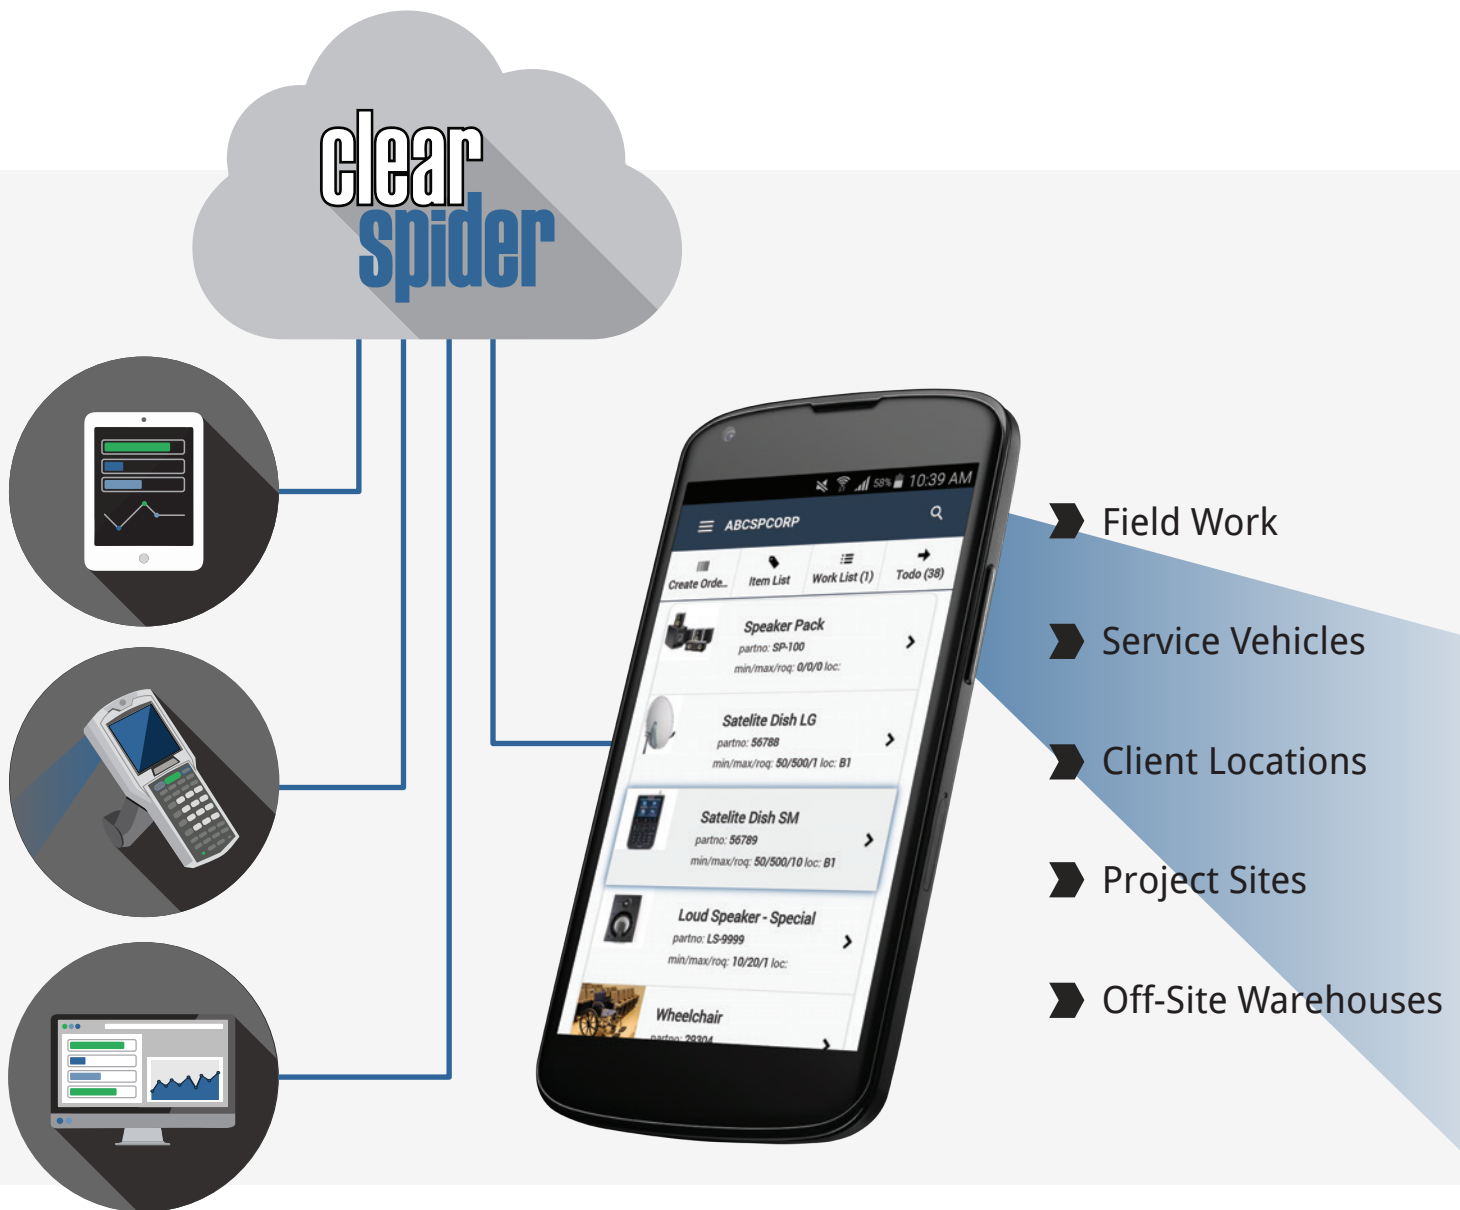 clear
spider
58% 10:39 AM
ABCSPCORP
Create Orde... Item List Work List (1) Todo (38)
Speaker Pack
partno: SP-100
min/max/roq: 0/0/0 loc:
Satelite Dish LG
partno: 56788
min/max/roq: 50/500/1 loc: B1
Satelite Dish SM
partno: 56789
min/max/roq: 50/500/10 loc: B1
Loud Speaker - Special
partno: LS-9999
min/max/roq: 10/20/1 loc:
Wheelchair
partno: 29304
Field Work
Service Vehicles
Client Locations
Project Sites
Off-Site Warehouses